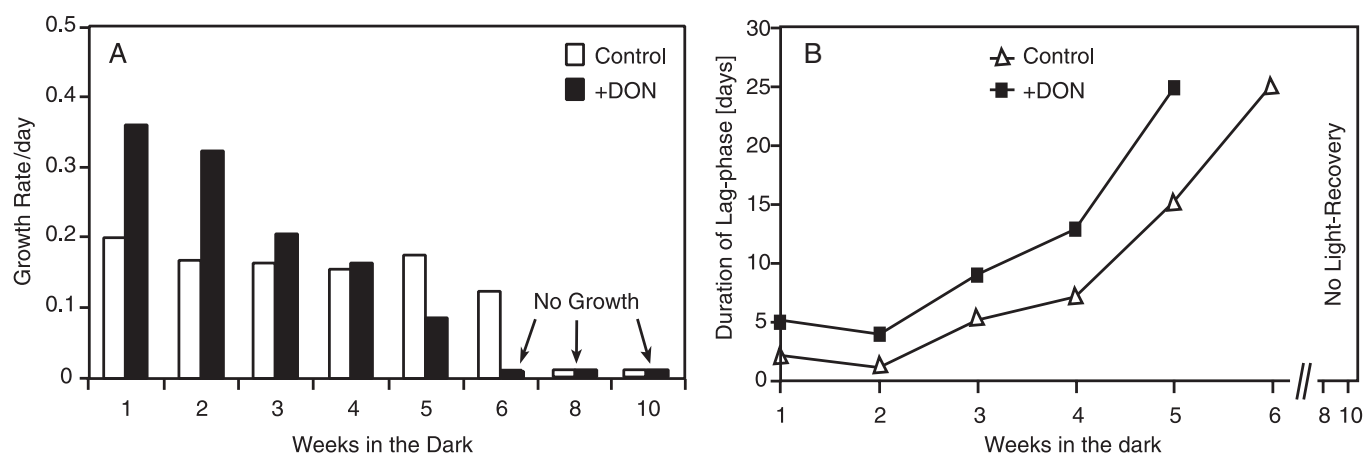 A
Control
+DON
0.5
0.4
0.3
0.2
0.1
0
Growth Rate/day
No Growth
1 2 3 4 5 6 8 10
Weeks in the Dark
B
Control
+DON
30
25
20
15
10
5
0
Duration of Lag-phase [days]
No Light-Recovery
1 2 3 4 5 6 8 10
Weeks in the dark